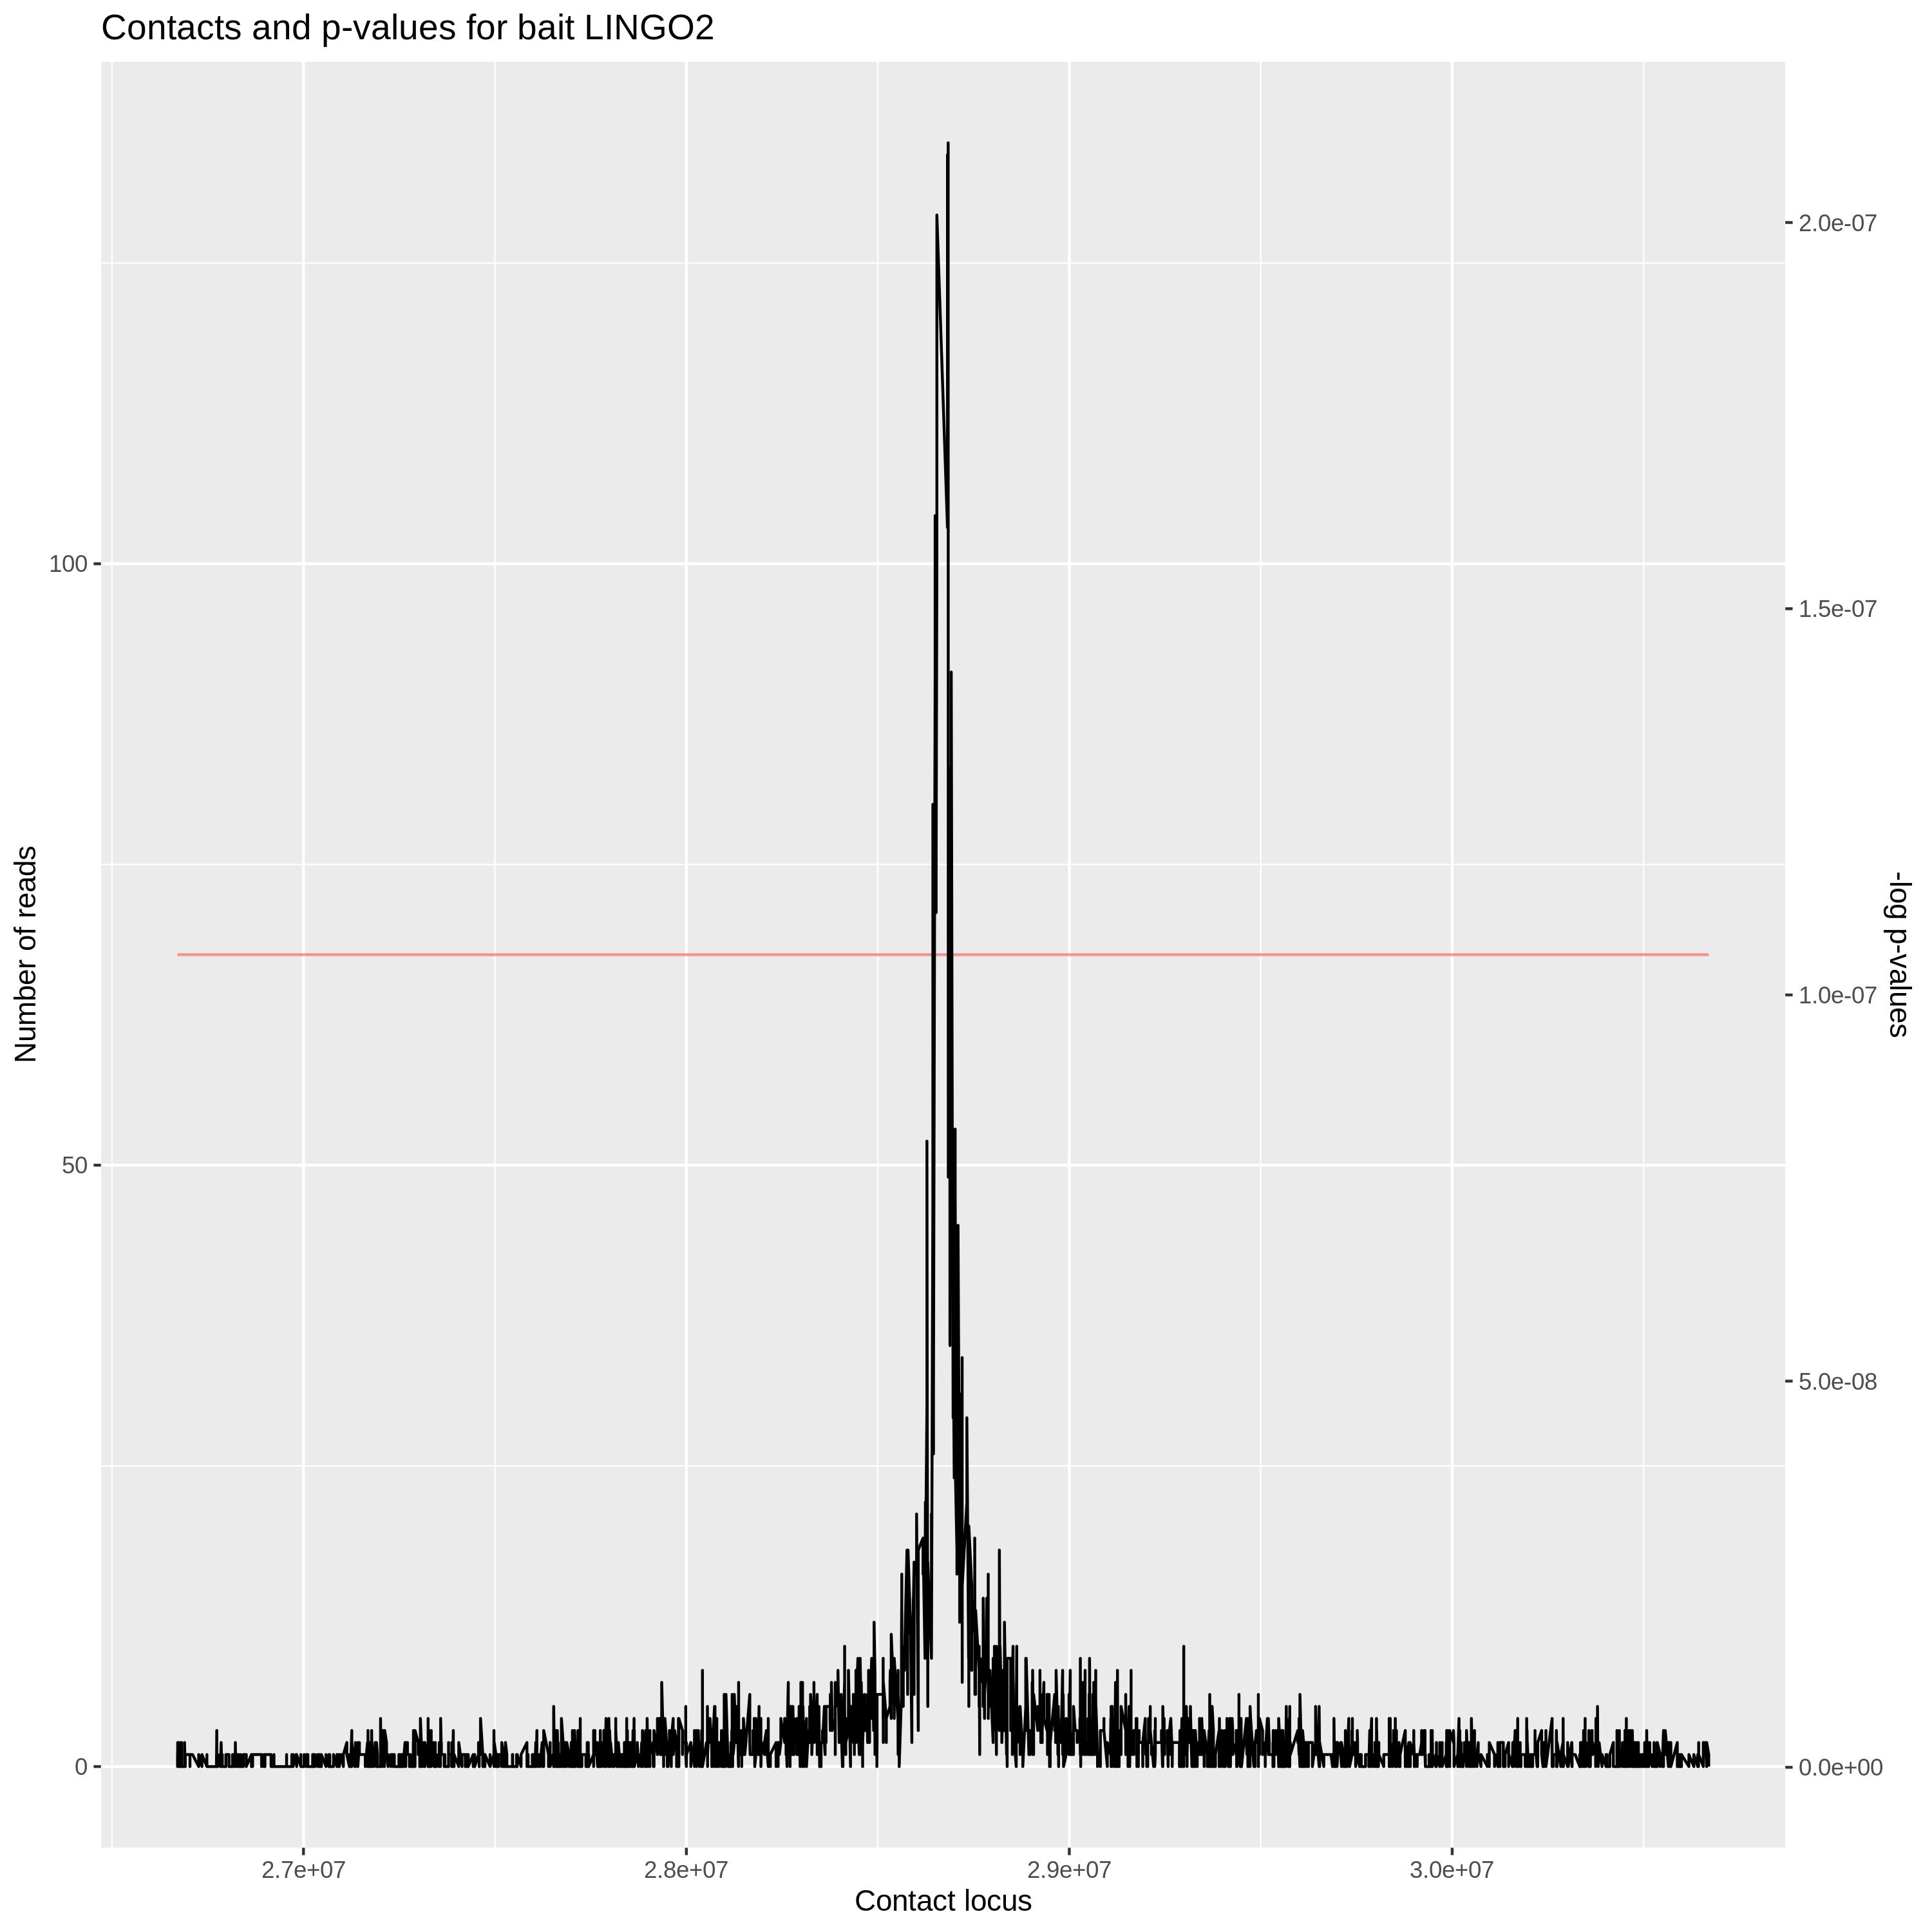 Contacts and p-values for bait LINGO2
Number of reads
100
50
0
2.0e-07
1.5e-07
1.0e-07
5.0e-08
0.0e+00
-log p-values
2.7e+07
2.8e+07
2.9e+07
3.0e+07
Contact locus